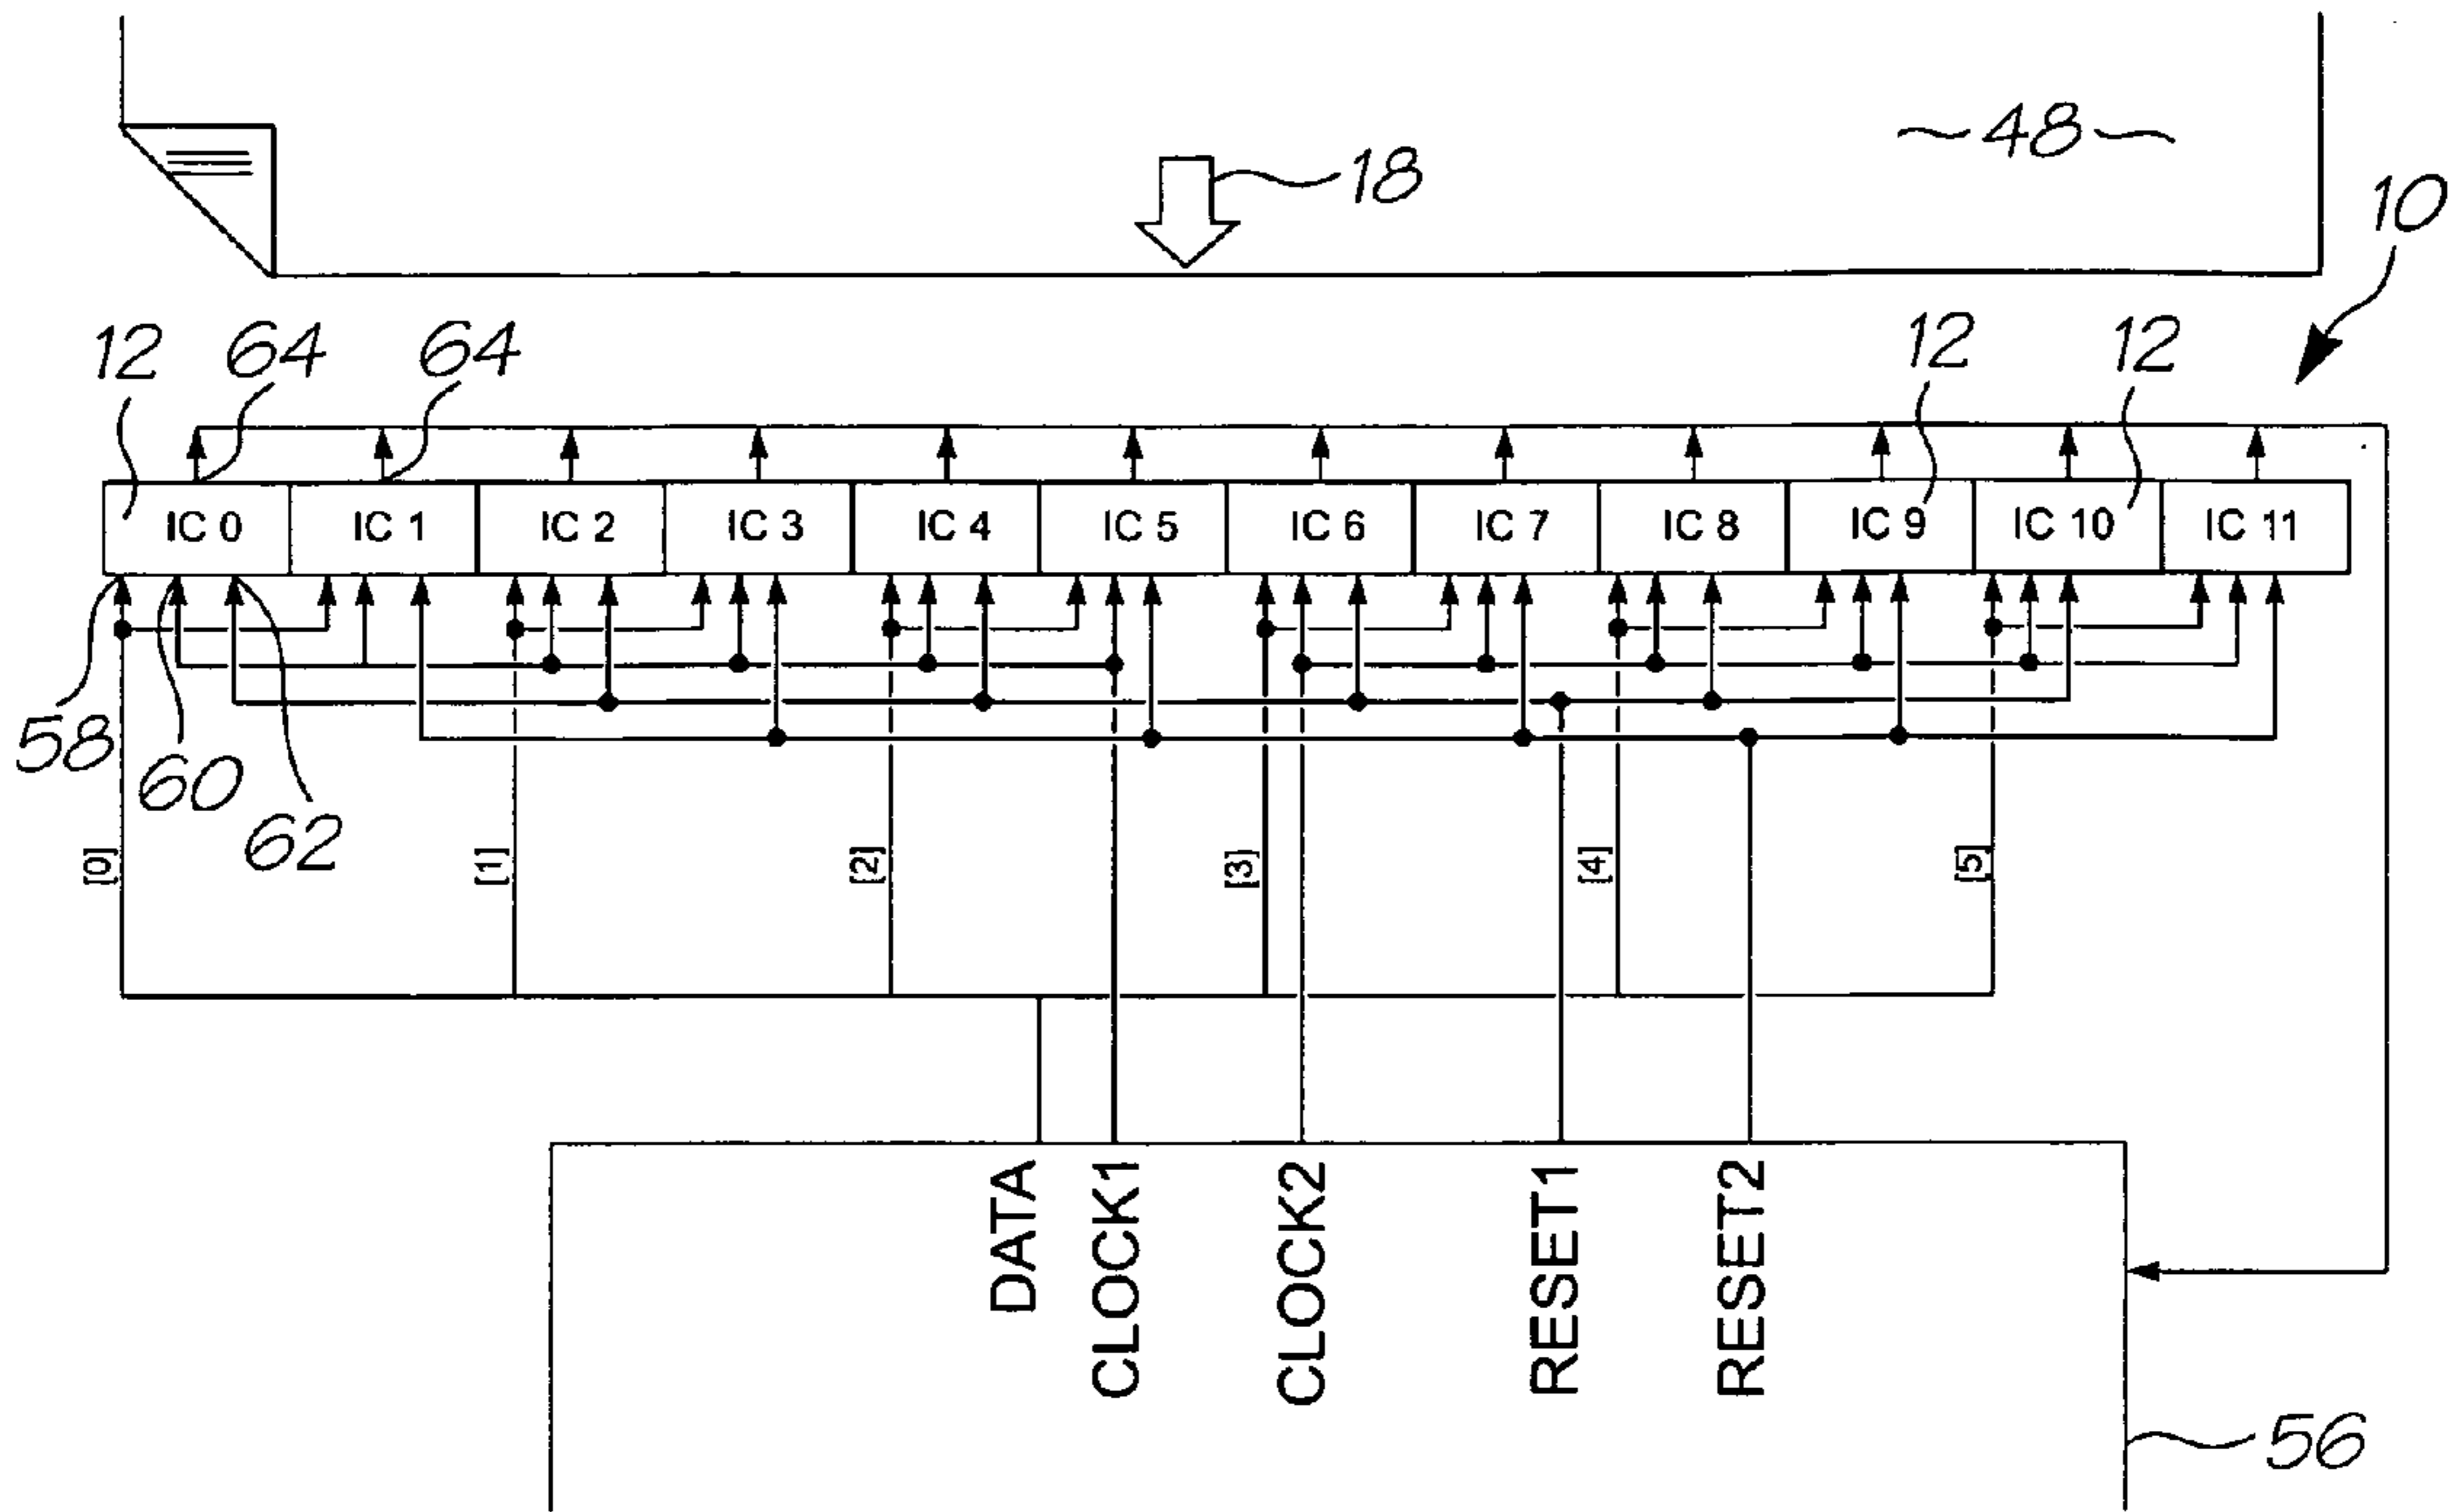 ~48~
18
10
12
64
64
12
12
IC 0
IC 1
IC 2
IC 3
IC 4
IC 5
IC 6
IC 7
IC 8
IC 9
IC 10
IC 11
58
60
62
[0]
[1]
[2]
[3]
[4]
[5]
DATA
CLOCK1
CLOCK2
RESET1
RESET2
56